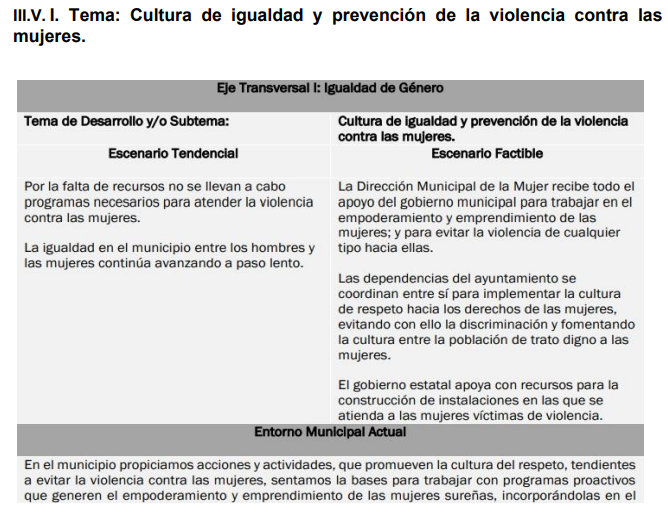 III.V. I. Tema: Cultura de igualdad y prevención de la violencia contra las
mujeres.
Eje Transversal I: Igualdad de Género
Tema de Desarrollo y/o Subtema:
Cultura de igualdad y prevención de la violencia
contra las mujeres.
Escenario Tendencial
Escenario Factible
Por la falta de recursos no se llevan a cabo
programas necesarios para atender la violencia
contra las mujeres.
La igualdad en el municipio entre los hombres y
las mujeres continúa avanzando a paso lento.
La Dirección Municipal de la Mujer recibe todo el
apoyo del gobierno municipal para trabajar en el
empoderamiento y emprendimiento de las
mujeres; y para evitar la violencia de cualquier
tipo hacia ellas.
Las dependencias del ayuntamiento se
coordinan entre sí para implementar la cultura
de respeto hacia los derechos de las mujeres,
evitando con ello la discriminación y fomentando
la cultura entre la población de trato digno a las
mujeres.
El gobierno estatal apoya con recursos para la
construcción de instalaciones en las que se
atienda a las mujeres víctimas de violencia.
Entorno Municipal Actual
En el municipio propiciamos acciones y actividades, que promueven la cultura del respeto, tendientes
a evitar la violencia contra las mujeres, sentamos la bases para trabajar con programas proactivos
que generen el empoderamiento y emprendimiento de las mujeres sureñas, incorporándolas en el